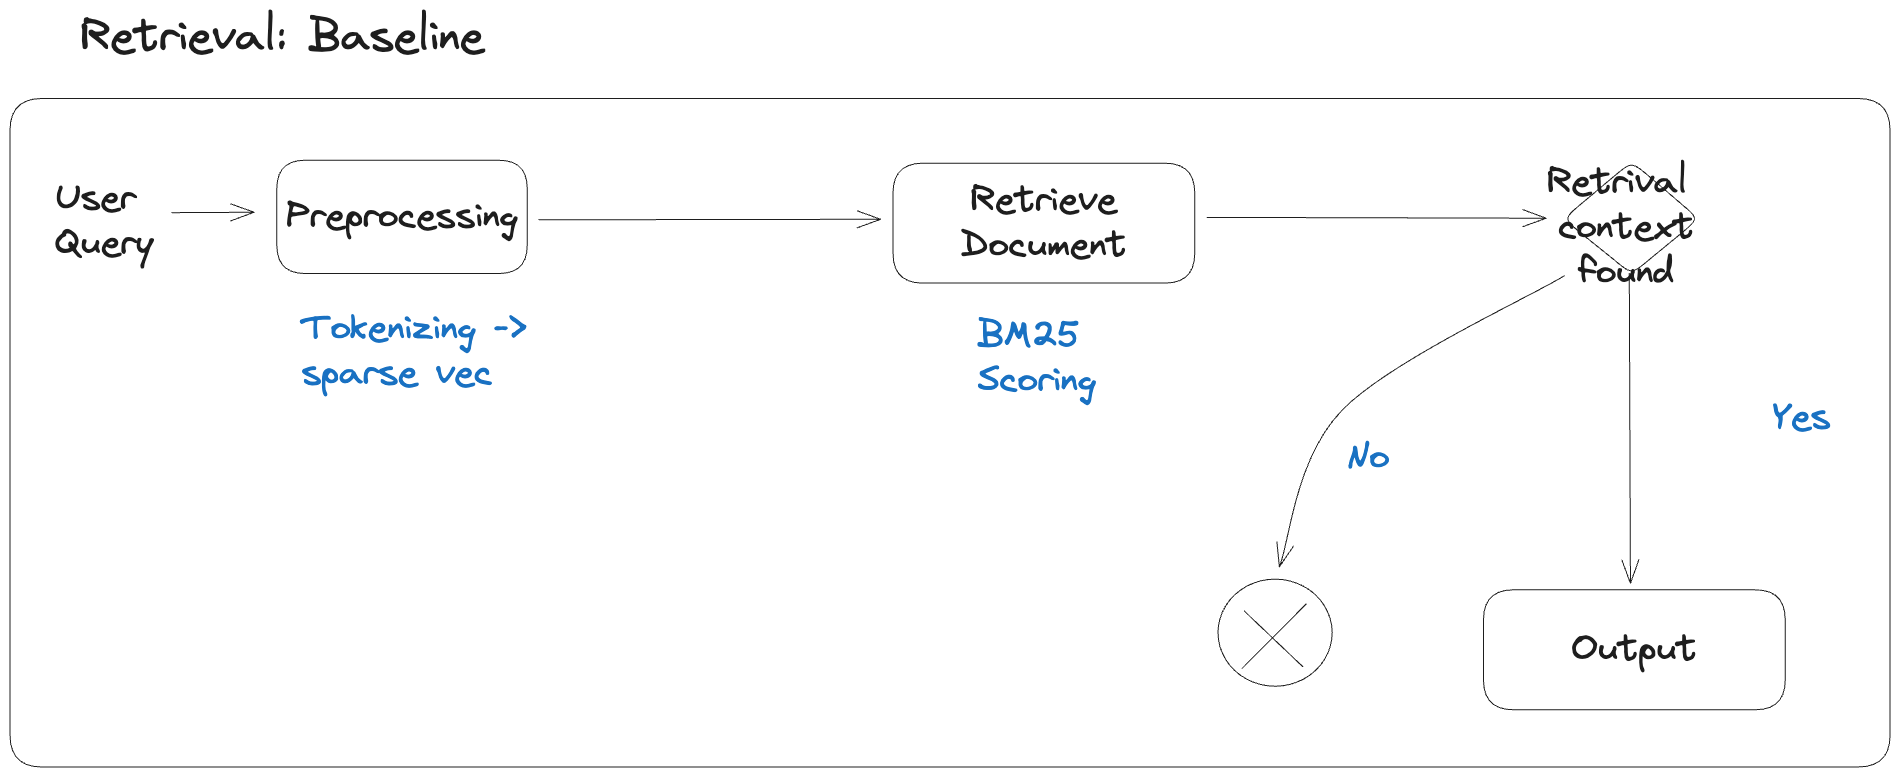 Retrieval: Baseline
User
Query
Preprocessing
Tokenizing ->
sparse vec
Retrieve
Document
BM25
Scoring
Retrival
context
found
No
Yes
Output